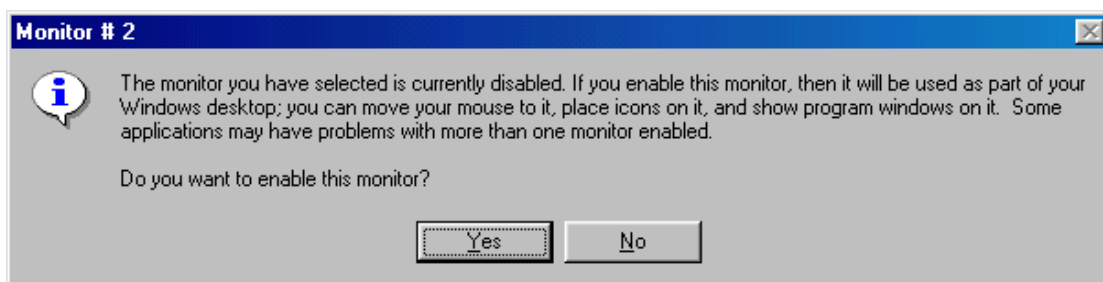 Monitor # 2
The monitor you have selected is currently disabled. If you enable this monitor, then it will be used as part of your
Windows desktop; you can move your mouse to it, place icons on it, and show program windows on it.  Some
applications may have problems with more than one monitor enabled.
Do you want to enable this monitor?
Yes No